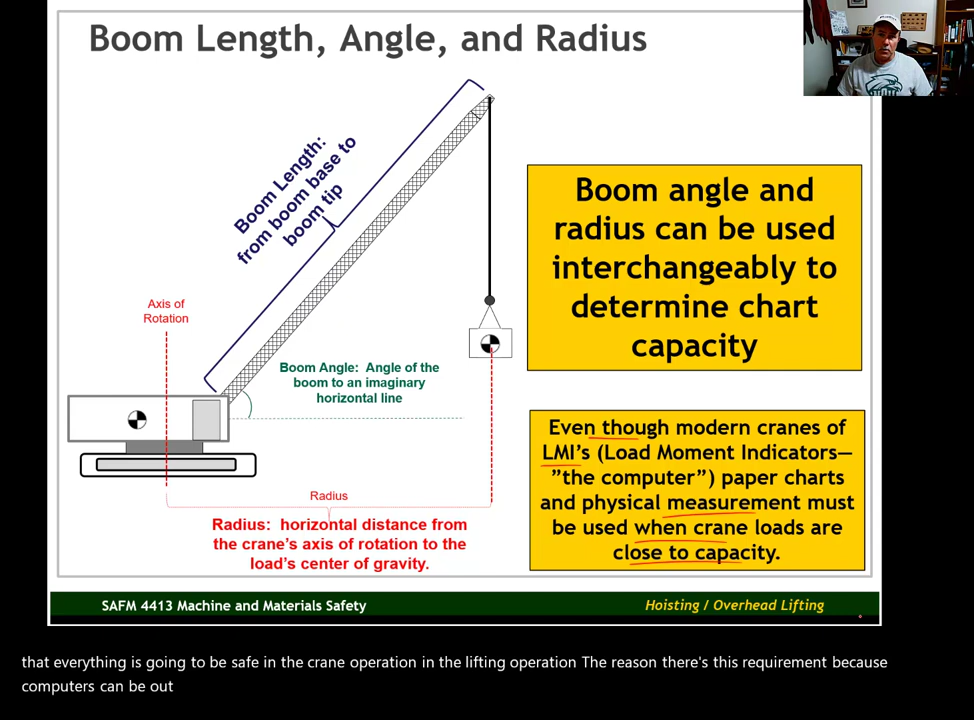 Boom Length, Angle, and Radius
Boom Length:
from boom base to
boom tip
Axis of
Rotation
Boom Angle:  Angle of the
boom to an imaginary
horizontal line
Radius
Radius:  horizontal distance from
the crane's axis of rotation to the
load's center of gravity.
Boom angle and
radius can be used
interchangeably to
determine chart
capacity
Even though modern cranes of
LMI's (Load Moment Indicators—
"the computer") paper charts
and physical measurement must
be used when crane loads are
close to capacity.
SAFM 4413 Machine and Materials Safety
Hoisting / Overhead Lifting
that everything is going to be safe in the crane operation in the lifting operation The reason there's this requirement because
computers can be out